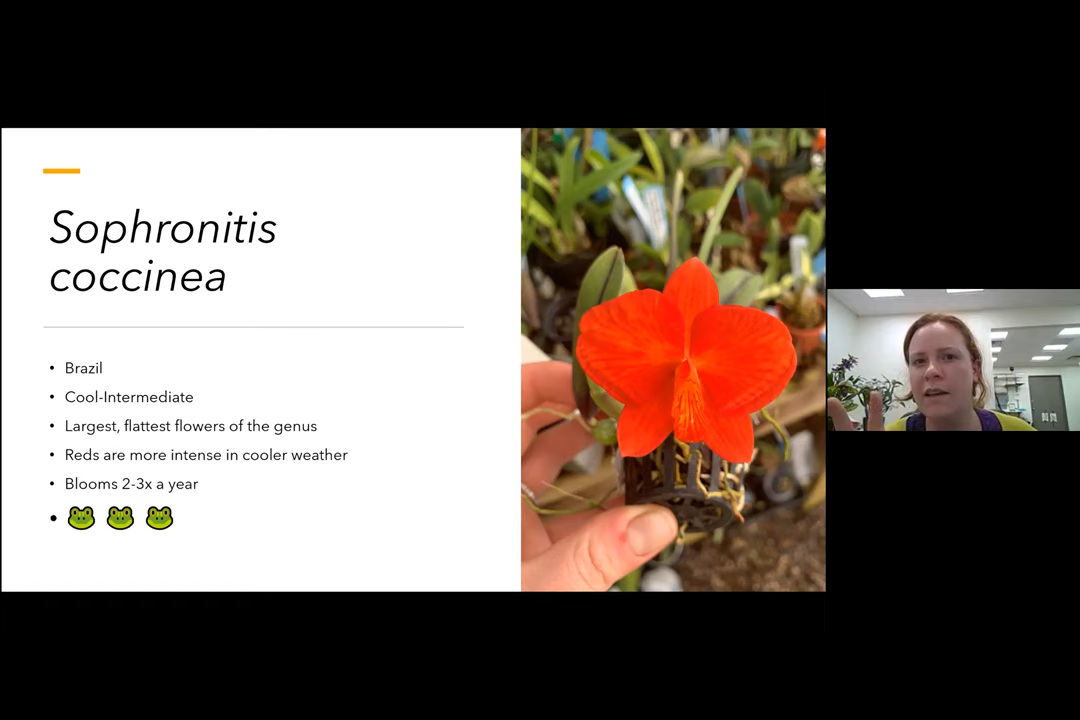 Sophronitis
coccinea
• Brazil
• Cool-Intermediate
• Largest, flattest flowers of the genus
• Reds are more intense in cooler weather
• Blooms 2-3x a year
• 🐸 🐸 🐸